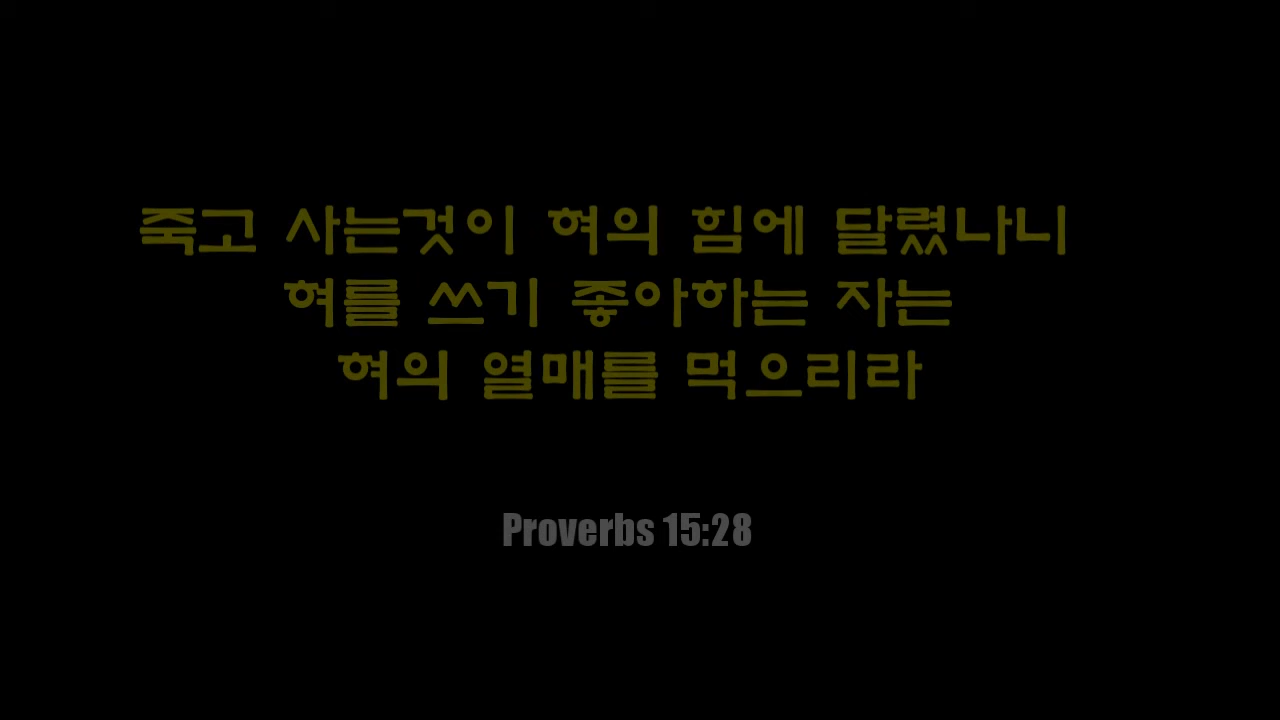 죽고 사는것이 혀의 힘에 달렸나니
혀를 쓰기 좋아하는 자는
혀의 열매를 먹으리라
Proverbs 15:28